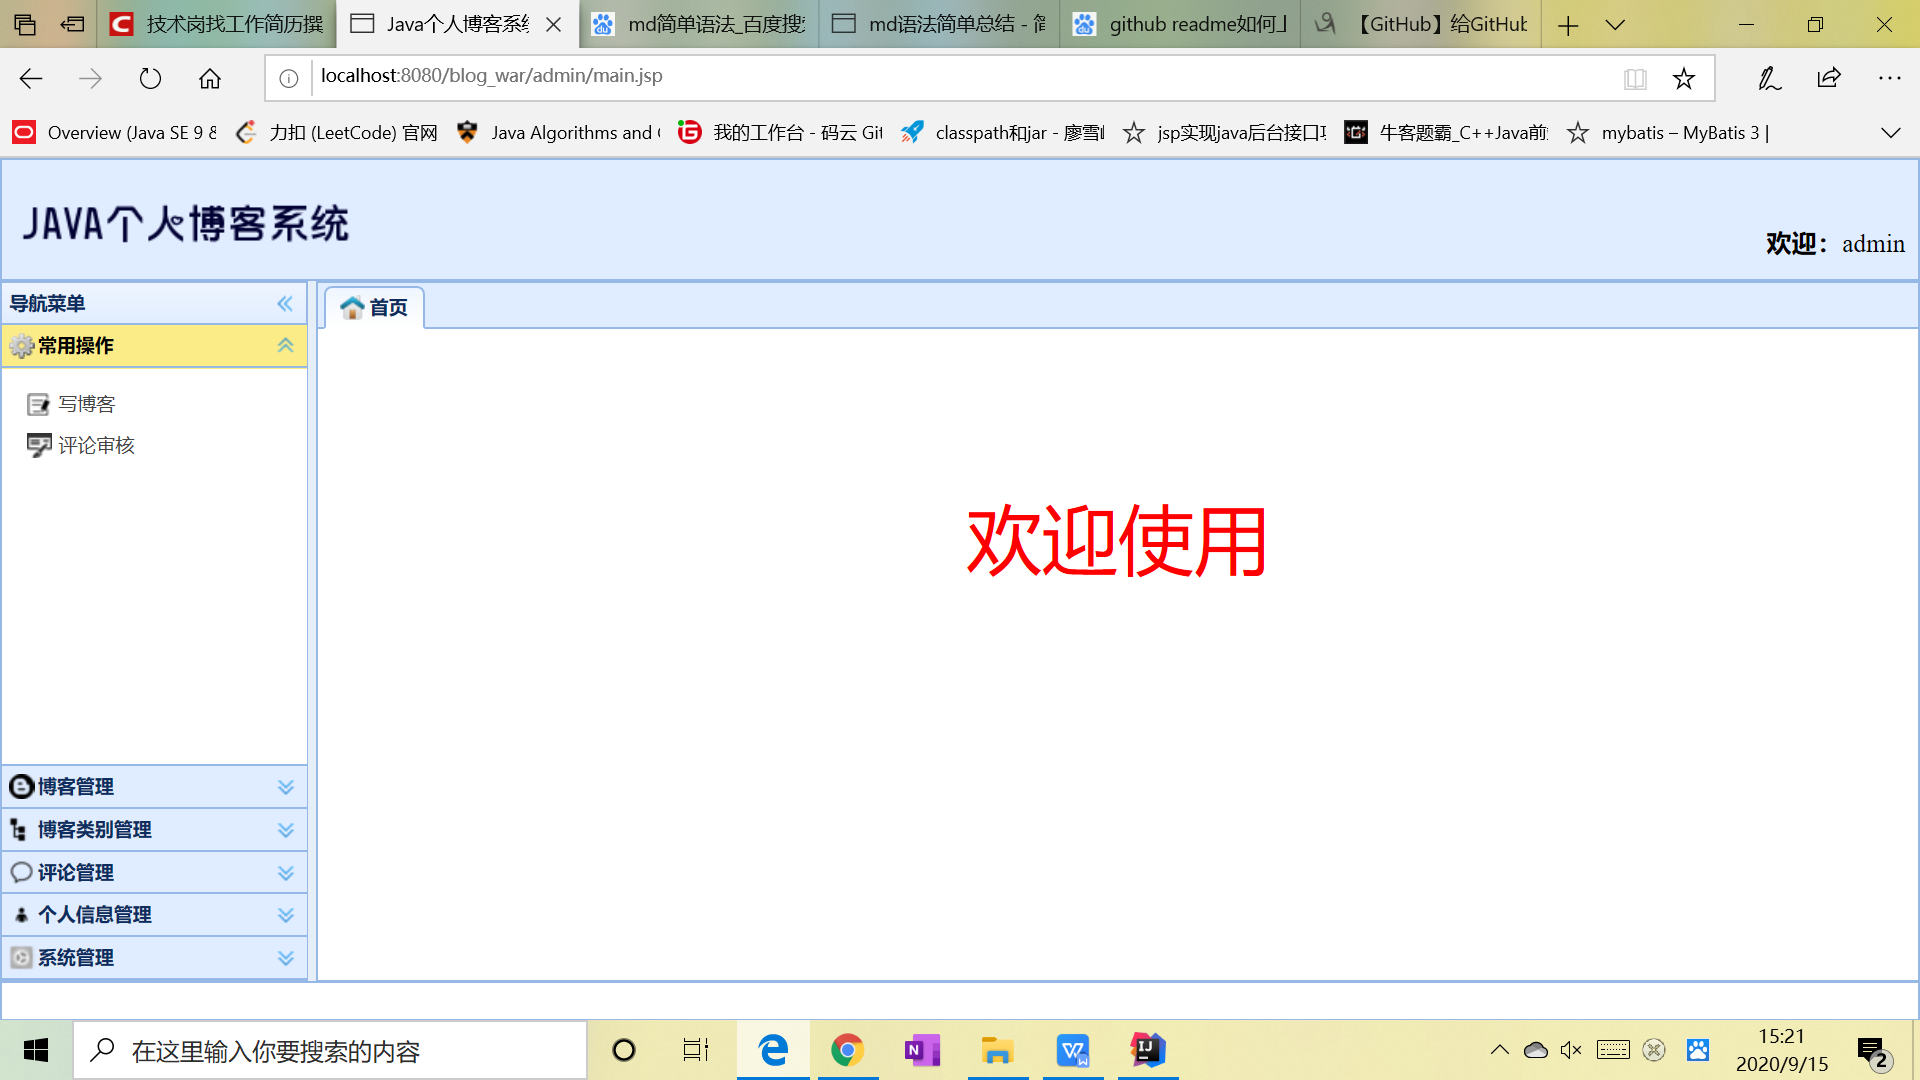 技术岗找工作简历撰
Java个人博客系统
md简单语法_百度搜索
md语法简单总结 - 简
github readme如何上
【GitHub】给GitHub
localhost:8080/blog_war/admin/main.jsp
Overview (Java SE 9 &
力扣 (LeetCode) 官网
Java Algorithms and
我的工作台 - 码云 Git
classpath和jar - 廖雪
jsp实现java后台接口
牛客题霸_C++Java前
mybatis – MyBatis 3 |
JAVA个人博客系统
欢迎：admin
导航菜单
首页
常用操作
写博客
评论审核
欢迎使用
博客管理
博客类别管理
评论管理
个人信息管理
系统管理
在这里输入你要搜索的内容
15:21
2020/9/15
2